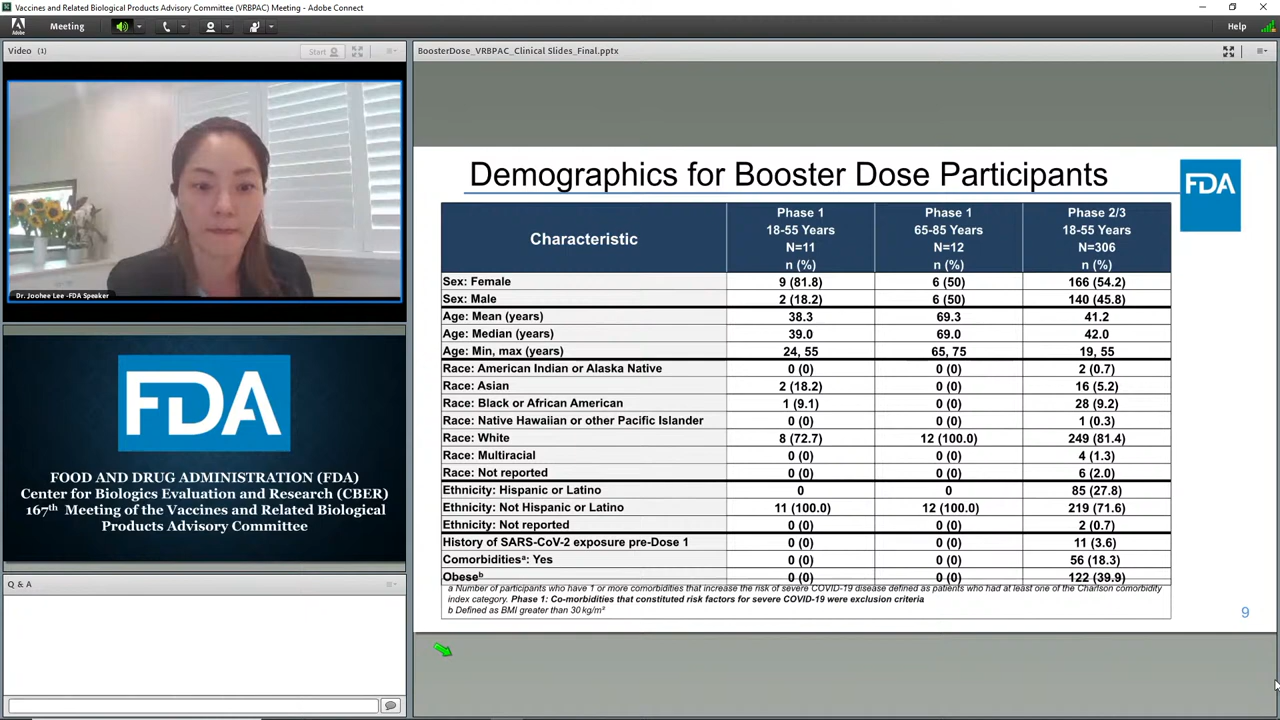 Vaccines and Related Biological Products Advisory Committee (VRBPAC) Meeting - Adobe Connect
Adobe
Meeting
Help
Video (1)
Start
Dr. Joohee Lee -FDA Speaker
FDA
FOOD AND DRUG ADMINISTRATION (FDA)
Center for Biologics Evaluation and Research (CBER)
167th Meeting of the Vaccines and Related Biological
Products Advisory Committee
Q & A
BoosterDose_VRBPAC_Clinical Slides_Final.pptx
Demographics for Booster Dose Participants
FDA
Characteristic
Phase 1
18-55 Years
N=11
n (%)
Phase 1
65-85 Years
N=12
n (%)
Phase 2/3
18-55 Years
N=306
n (%)
Sex: Female 9 (81.8) 6 (50) 166 (54.2)
Sex: Male 2 (18.2) 6 (50) 140 (45.8)
Age: Mean (years) 38.3 69.3 41.2
Age: Median (years) 39.0 69.0 42.0
Age: Min, max (years) 24, 55 65, 75 19, 55
Race: American Indian or Alaska Native 0 (0) 0 (0) 2 (0.7)
Race: Asian 2 (18.2) 0 (0) 16 (5.2)
Race: Black or African American 1 (9.1) 0 (0) 28 (9.2)
Race: Native Hawaiian or other Pacific Islander 0 (0) 0 (0) 1 (0.3)
Race: White 8 (72.7) 12 (100.0) 249 (81.4)
Race: Multiracial 0 (0) 0 (0) 4 (1.3)
Race: Not reported 0 (0) 0 (0) 6 (2.0)
Ethnicity: Hispanic or Latino 0 0 85 (27.8)
Ethnicity: Not Hispanic or Latino 11 (100.0) 12 (100.0) 219 (71.6)
Ethnicity: Not reported 0 (0) 0 (0) 2 (0.7)
History of SARS-CoV-2 exposure pre-Dose 1 0 (0) 0 (0) 11 (3.6)
Comorbiditiesᵃ: Yes 0 (0) 0 (0) 56 (18.3)
Obeseᵇ 0 (0) 0 (0) 122 (39.9)
a Number of participants who have 1 or more comorbidities that increase the risk of severe COVID-19 disease defined as patients who had at least one of the Charlson comorbidity
index category. Phase 1: Co-morbidities that constituted risk factors for severe COVID-19 were exclusion criteria
b Defined as BMI greater than 30 kg/m²
9